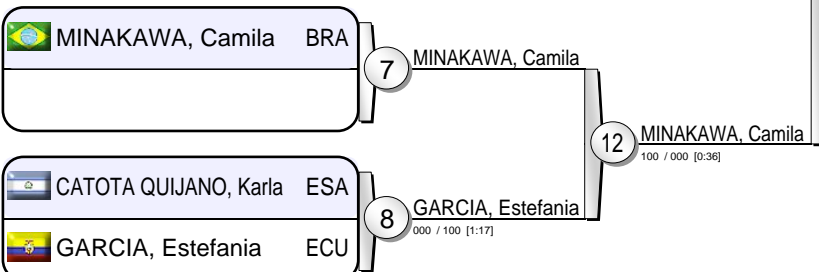 MINAKAWA, Camila BRA
7
MINAKAWA, Camila
12
MINAKAWA, Camila
100 / 000 [0:36]
CATOTA QUIJANO, Karla ESA
8
GARCIA, Estefania
000 / 100 [1:17]
GARCIA, Estefania ECU